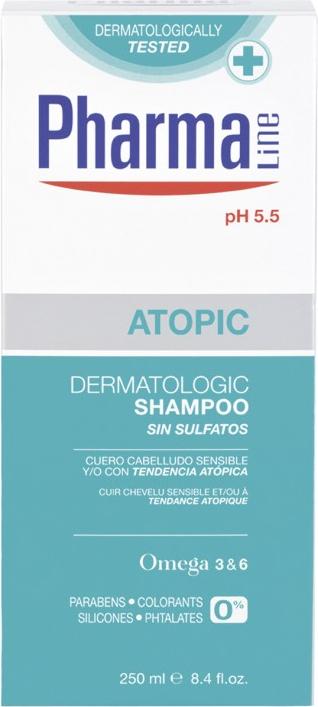 DERMATOLOGICALLY
TESTED
Pharma Line
pH 5.5
ATOPIC
DERMATOLOGIC
SHAMPOO
SIN SULFATOS
CUERO CABELLUDO SENSIBLE
Y/O CON TENDENCIA ATÓPICA
CUIR CHEVELU SENSIBLE ET/OU À
TENDANCE ATOPIQUE
Omega 3 & 6
PARABENS • COLORANTS
SILICONES • PHTALATES
0%
250 ml ℮ 8.4 fl.oz.